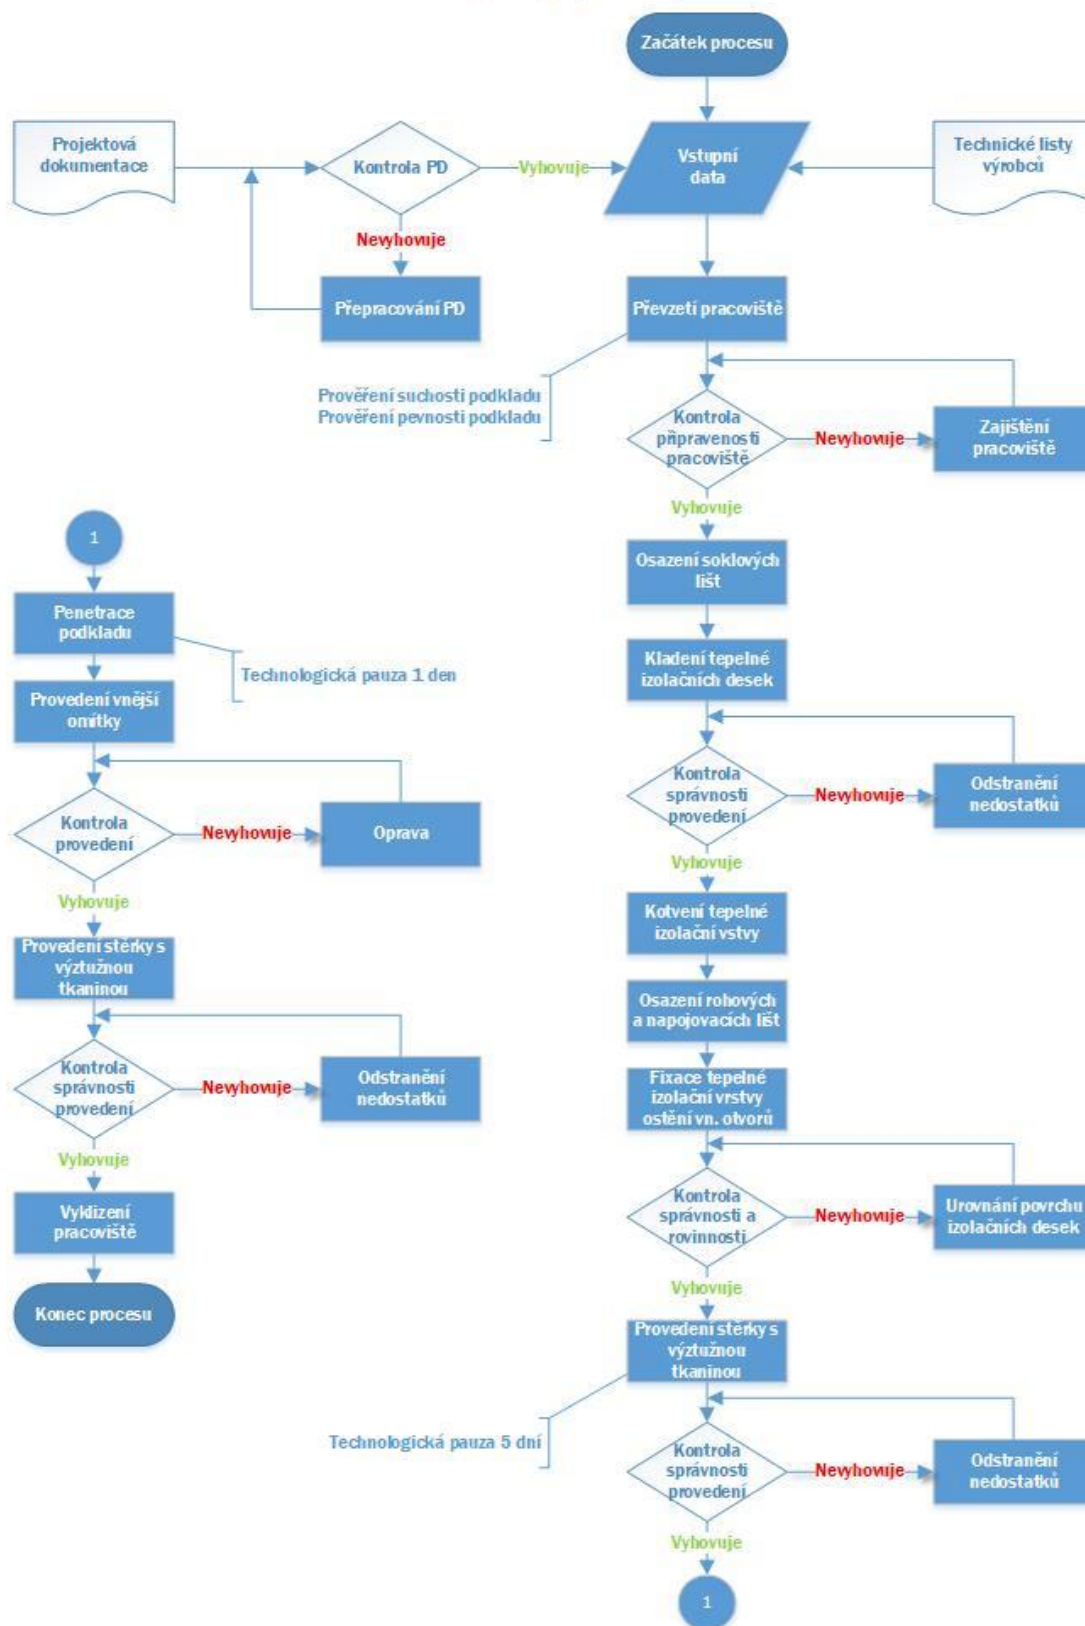 Začátek procesu
Projektová
dokumentace
Kontrola PD
Vyhovuje
Vstupní
data
Technické listy
výrobců
Nevyhovuje
Přepracování PD
Převzetí pracoviště
Prověření suchosti podkladu
Prověření pevnosti podkladu
Kontrola
připravenosti
pracoviště
Nevyhovuje
Zajištění
pracoviště
Vyhovuje
Osazení soklových
lišt
Kladení tepelné
izolačních desek
Kontrola
správnosti
provedení
Nevyhovuje
Odstranění
nedostatků
Vyhovuje
Kotvení tepelné
izolační vstvy
Osazení rohových
a napojovacích lišt
Fixace tepelné
izolační vrstvy
ostění vn. otvorů
Kontrola
správnosti a
rovinnosti
Nevyhovuje
Urovnání povrchu
izolačních desek
Vyhovuje
Provedení stěrky s
výztužnou
tkaninou
Technologická pauza 5 dní
Kontrola
správnosti
provedení
Nevyhovuje
Odstranění
nedostatků
Vyhovuje
1
1
Penetrace
podkladu
Technologická pauza 1 den
Provedení vnější
omítky
Kontrola
provedení
Nevyhovuje
Oprava
Vyhovuje
Provedení stěrky s
výztužnou
tkaninou
Kontrola
správnosti
provedení
Nevyhovuje
Odstranění
nedostatků
Vyhovuje
Vyklizení
pracoviště
Konec procesu